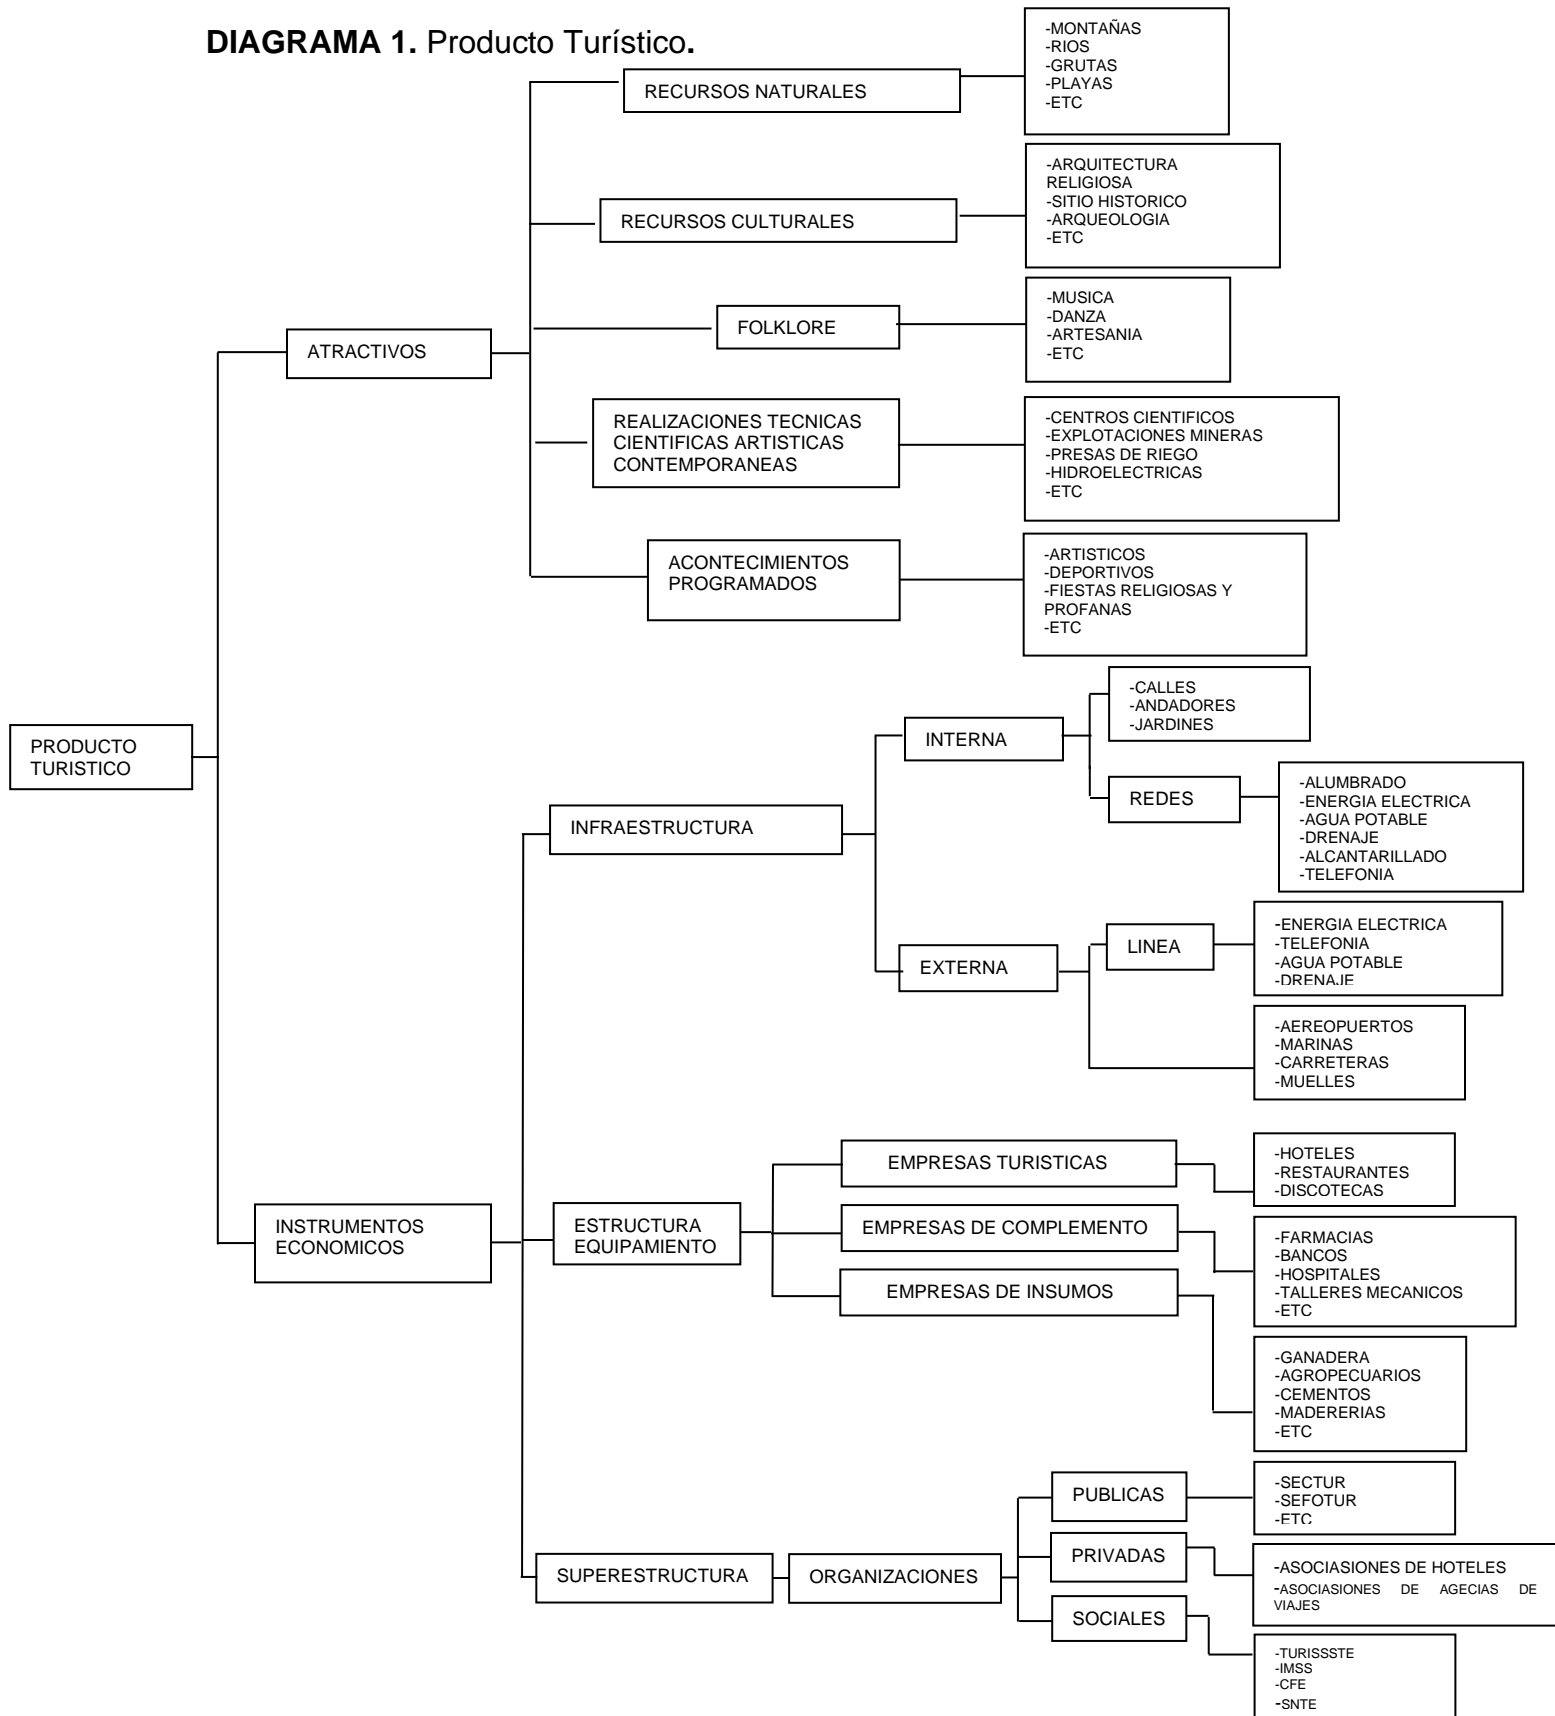 DIAGRAMA 1. Producto Turístico.
-MONTAÑAS
-RIOS
-GRUTAS
-PLAYAS
-ETC
RECURSOS NATURALES
-ARQUITECTURA
RELIGIOSA
-SITIO HISTORICO
-ARQUEOLOGIA
-ETC
RECURSOS CULTURALES
-MUSICA
-DANZA
-ARTESANIA
-ETC
FOLKLORE
ATRACTIVOS
REALIZACIONES TECNICAS
CIENTIFICAS ARTISTICAS
CONTEMPORANEAS
-CENTROS CIENTIFICOS
-EXPLOTACIONES MINERAS
-PRESAS DE RIEGO
-HIDROELECTRICAS
-ETC
ACONTECIMIENTOS
PROGRAMADOS
-ARTISTICOS
-DEPORTIVOS
-FIESTAS RELIGIOSAS Y
PROFANAS
-ETC
-CALLES
-ANDADORES
-JARDINES
INTERNA
PRODUCTO
TURISTICO
REDES
-ALUMBRADO
-ENERGIA ELECTRICA
-AGUA POTABLE
-DRENAJE
-ALCANTARILLADO
-TELEFONIA
INFRAESTRUCTURA
EXTERNA
LINEA
-ENERGIA ELECTRICA
-TELEFONIA
-AGUA POTABLE
-DRENAJE
-AEREOPUERTOS
-MARINAS
-CARRETERAS
-MUELLES
EMPRESAS TURISTICAS
-HOTELES
-RESTAURANTES
-DISCOTECAS
INSTRUMENTOS
ECONOMICOS
ESTRUCTURA
EQUIPAMIENTO
EMPRESAS DE COMPLEMENTO
-FARMACIAS
-BANCOS
-HOSPITALES
-TALLERES MECANICOS
-ETC
EMPRESAS DE INSUMOS
-GANADERA
-AGROPECUARIOS
-CEMENTOS
-MADERERIAS
-ETC
PUBLICAS
-SECTUR
-SEFOTUR
-ETC
SUPERESTRUCTURA
ORGANIZACIONES
PRIVADAS
-ASOCIASIONES DE HOTELES
-ASOCIASIONES DE AGECIAS DE
VIAJES
SOCIALES
-TURISSSTE
-IMSS
-CFE
-SNTE